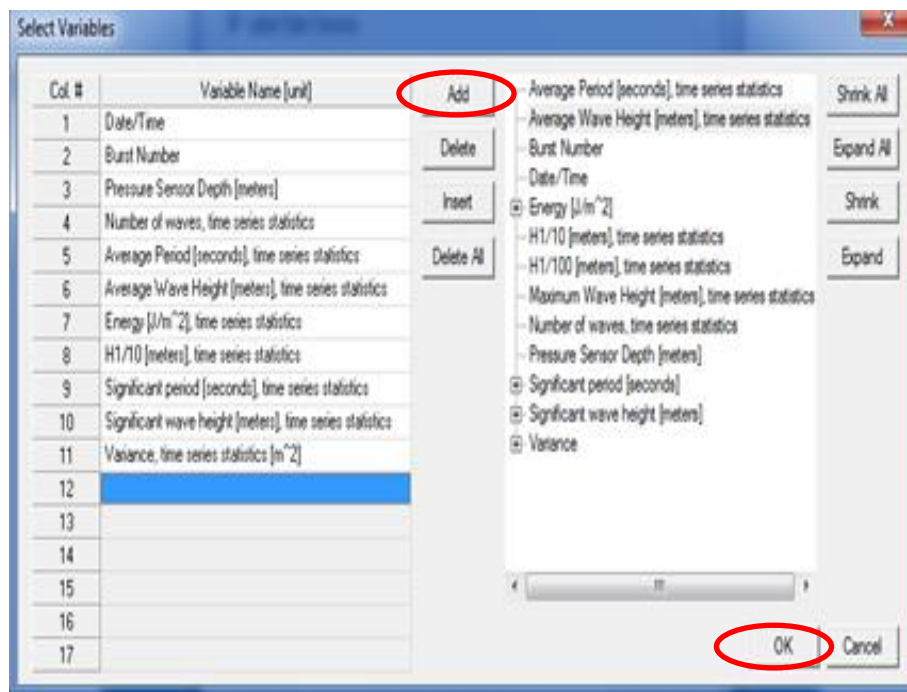 Select Variables
Col. # Variable Name [unit]
1 Date/Time
2 Burst Number
3 Pressure Sensor Depth [meters]
4 Number of waves, time series statistics
5 Average Period [seconds], time series statistics
6 Average Wave Height [meters], time series statistics
7 Energy [J/m^2], time series statistics
8 H1/10 [meters], time series statistics
9 Significant period [seconds], time series statistics
10 Significant wave height [meters], time series statistics
11 Variance, time series statistics [m^2]
12
13
14
15
16
17
Add
Delete
Insert
Delete All
Average Period [seconds], time series statistics
Average Wave Height [meters], time series statistics
Burst Number
Date/Time
Energy [J/m^2]
H1/10 [meters], time series statistics
H1/100 [meters], time series statistics
Maximum Wave Height [meters], time series statistics
Number of waves, time series statistics
Pressure Sensor Depth [meters]
Significant period [seconds]
Significant wave height [meters]
Variance
Shrink All
Expand All
Shrink
Expand
OK
Cancel